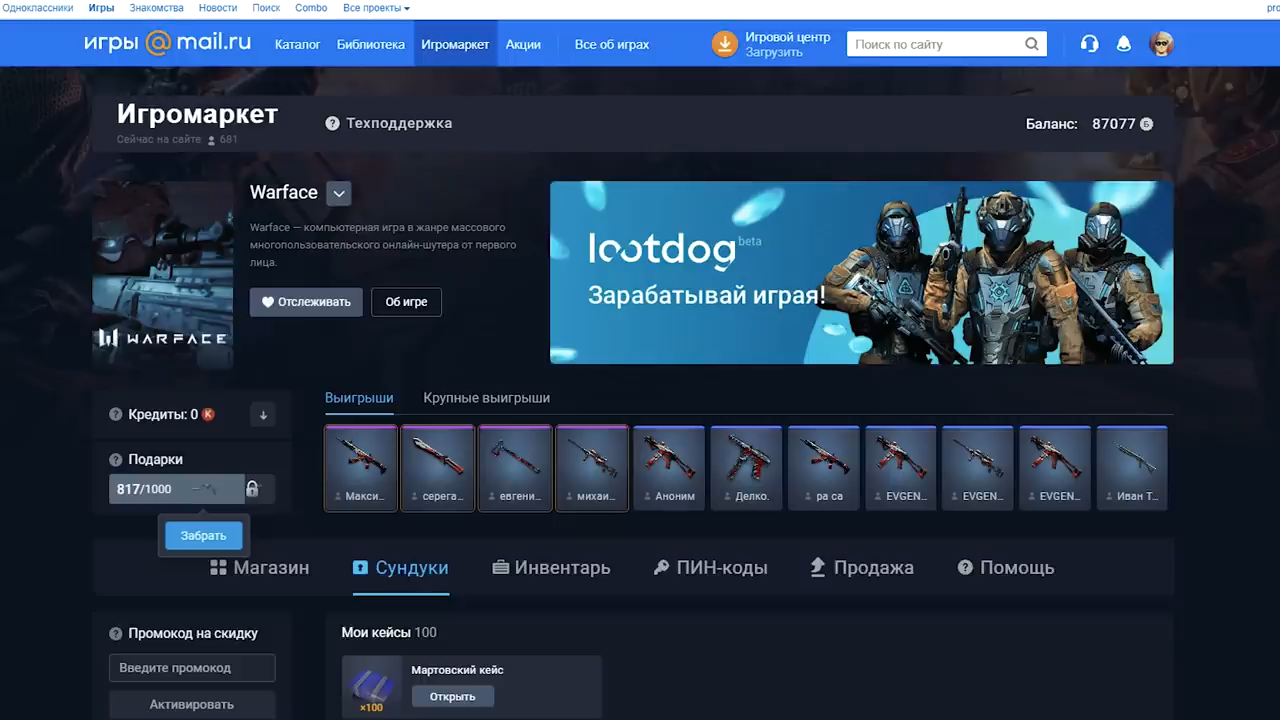 Одноклассники Игры Знакомства Новости Поиск Combo Все проекты
игры @mail.ru Каталог Библиотека Игромаркет Акции Все об играх Игровой центр
Загрузить
Поиск по сайту
Игромаркет
Сейчас на сайте 681
Техподдержка
Баланс: 87077 Б
Warface
Warface — компьютерная игра в жанре массового
многопользовательского онлайн-шутера от первого
лица.
Отслеживать Об игре
WARFACE
lootdog beta
Зарабатывай играя!
Кредиты: 0 K
Подарки
817/1000
Забрать
Выигрыши Крупные выигрыши
Макси... серега... евгени... михаи... Аноним Делко. ра са EVGEN... EVGEN... EVGEN... Иван Т...
Магазин Сундуки Инвентарь ПИН-коды Продажа Помощь
Промокод на скидку
Введите промокод
Активировать
Мои кейсы 100
Мартовский кейс
Открыть
×100